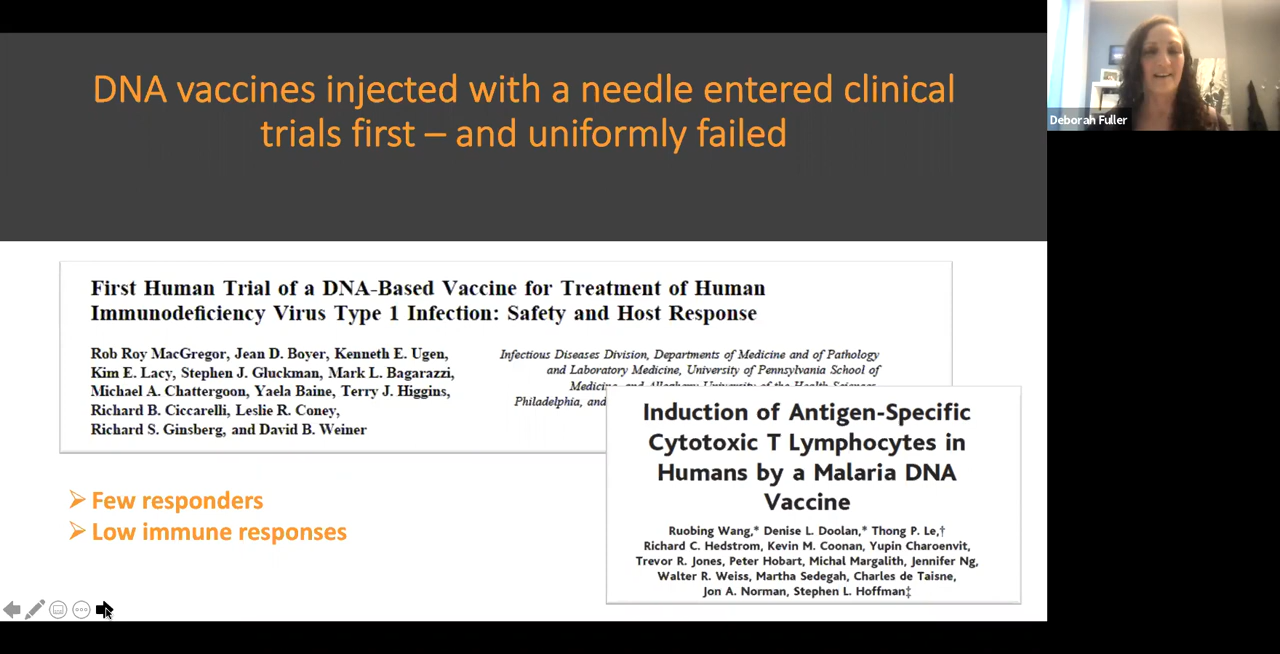 DNA vaccines injected with a needle entered clinical
trials first – and uniformly failed
Deborah Fuller
First Human Trial of a DNA-Based Vaccine for Treatment of Human
Immunodeficiency Virus Type 1 Infection: Safety and Host Response
Rob Roy MacGregor, Jean D. Boyer, Kenneth E. Ugen,
Kim E. Lacy, Stephen J. Gluckman, Mark L. Bagarazzi,
Michael A. Chattergoon, Yaela Baine, Terry J. Higgins,
Richard B. Ciccarelli, Leslie R. Coney,
Richard S. Ginsberg, and David B. Weiner
Infectious Diseases Division, Departments of Medicine and of Pathology
and Laboratory Medicine, University of Pennsylvania School of
Medicine, and Allegheny University of the Health Sciences,
Philadelphia, and
Induction of Antigen-Specific
Cytotoxic T Lymphocytes in
Humans by a Malaria DNA
Vaccine
Ruobing Wang,* Denise L. Doolan,* Thong P. Le,†
Richard C. Hedstrom, Kevin M. Coonan, Yupin Charoenvit,
Trevor R. Jones, Peter Hobart, Michal Margalith, Jennifer Ng,
Walter R. Weiss, Martha Sedegah, Charles de Taisne,
Jon A. Norman, Stephen L. Hoffman‡
➢ Few responders
➢ Low immune responses